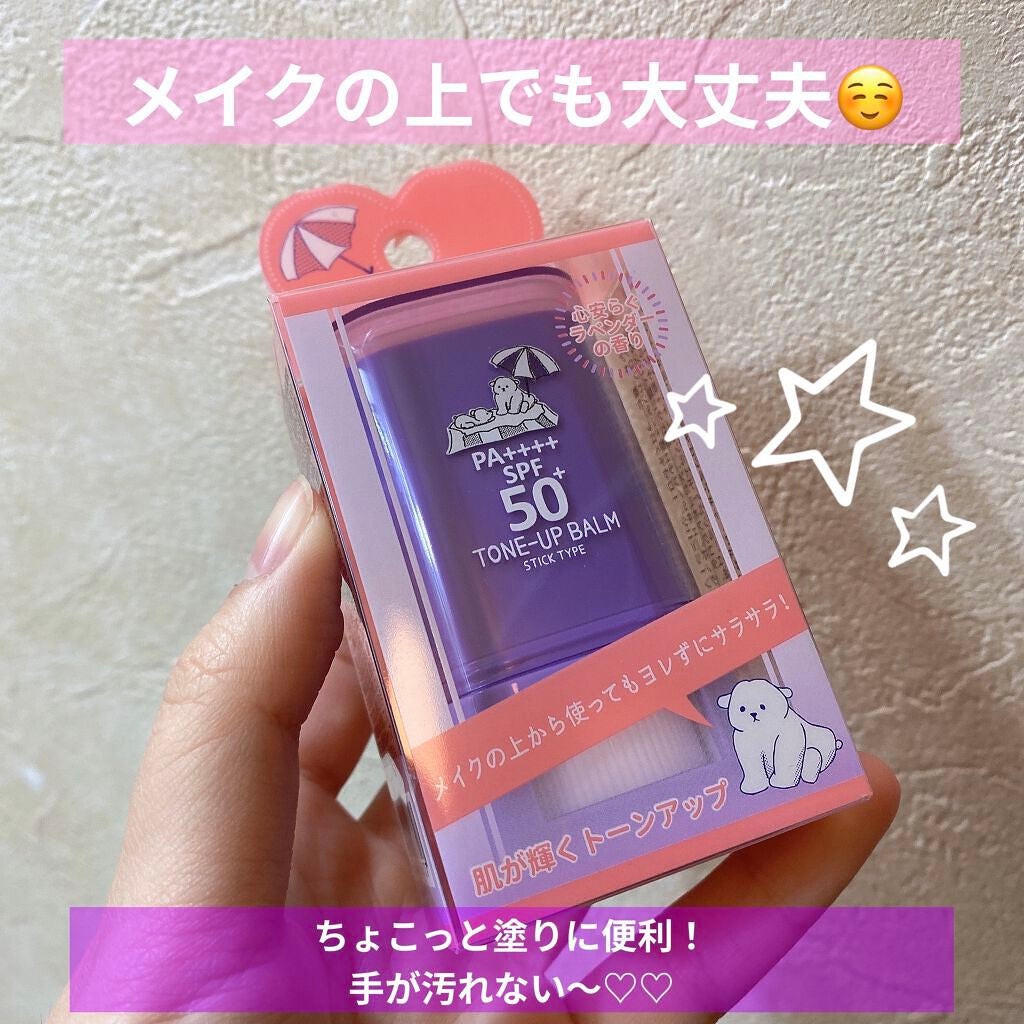 メイクの上でも大丈夫☺️
心安らぐ
ラベンダー
の香り
PA++++
SPF
50+
TONE-UP BALM
STICK TYPE
メイクの上から使ってもヨレずにサラサラ!
肌が輝くトーンアップ
ちょこっと塗りに便利!
手が汚れない〜♡♡